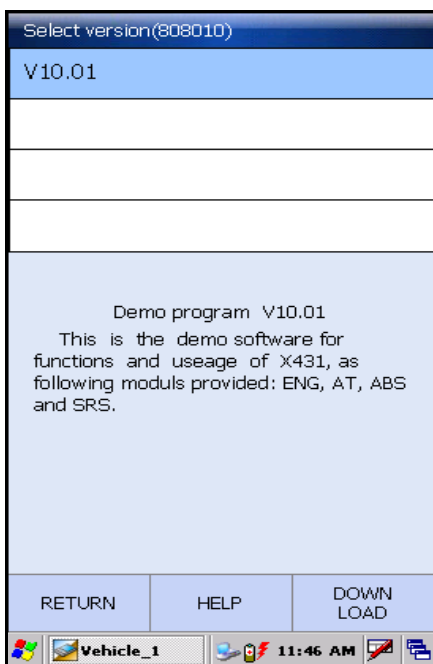 Select version(808010)
V10.01
Demo program V10.01
This is the demo software for
functions and useage of X431, as
following moduls provided: ENG, AT, ABS
and SRS.
RETURN
HELP
DOWN
LOAD
Vehicle_1
11:46 AM